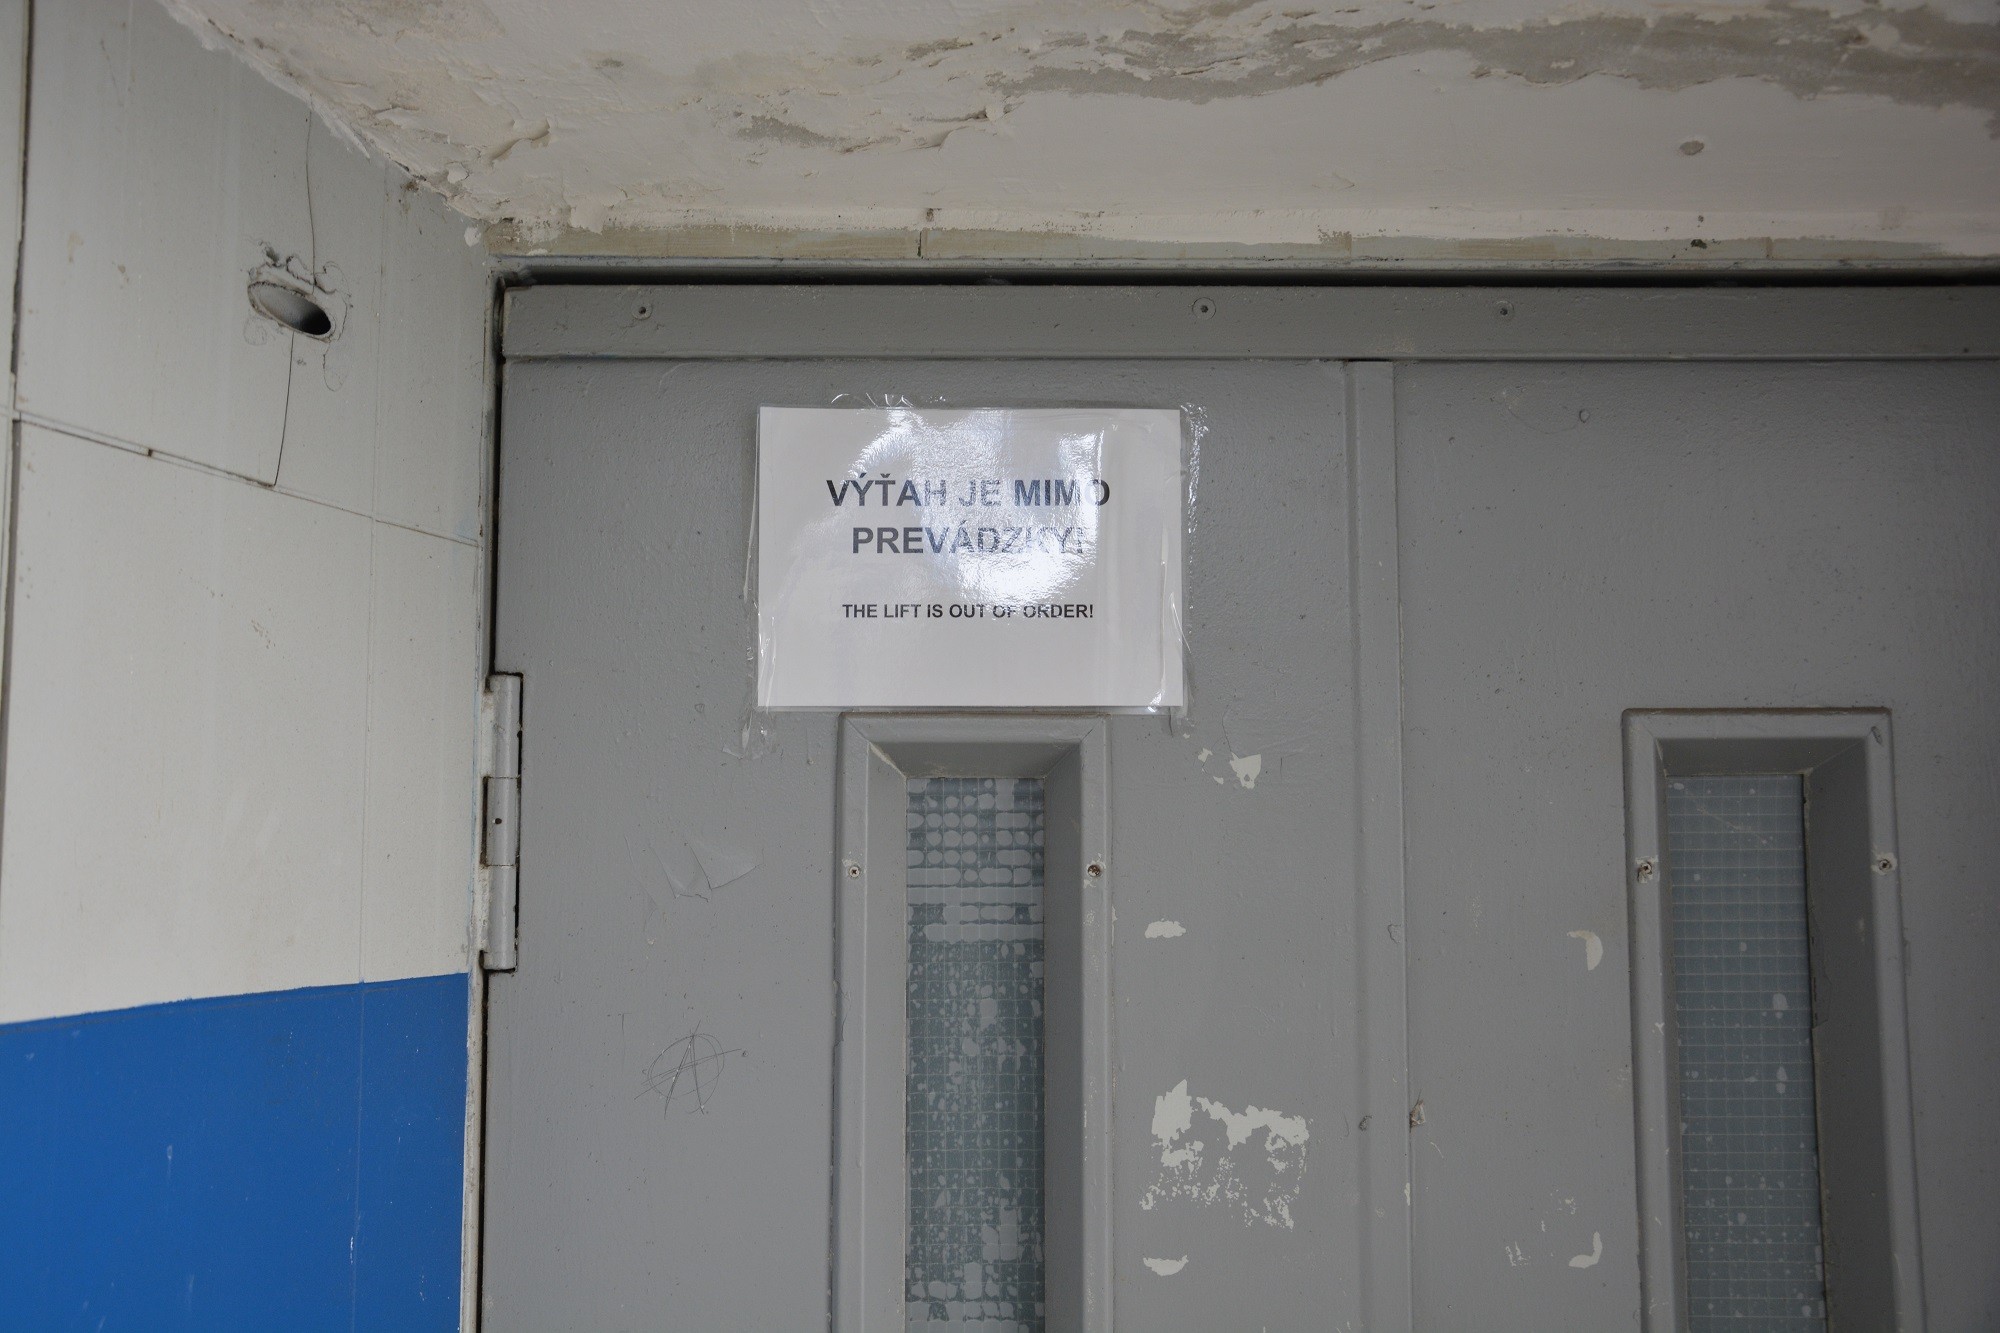 VÝŤAH JE MIMO
PREVÁDZKY!
THE LIFT iS OUT OF ORDER!